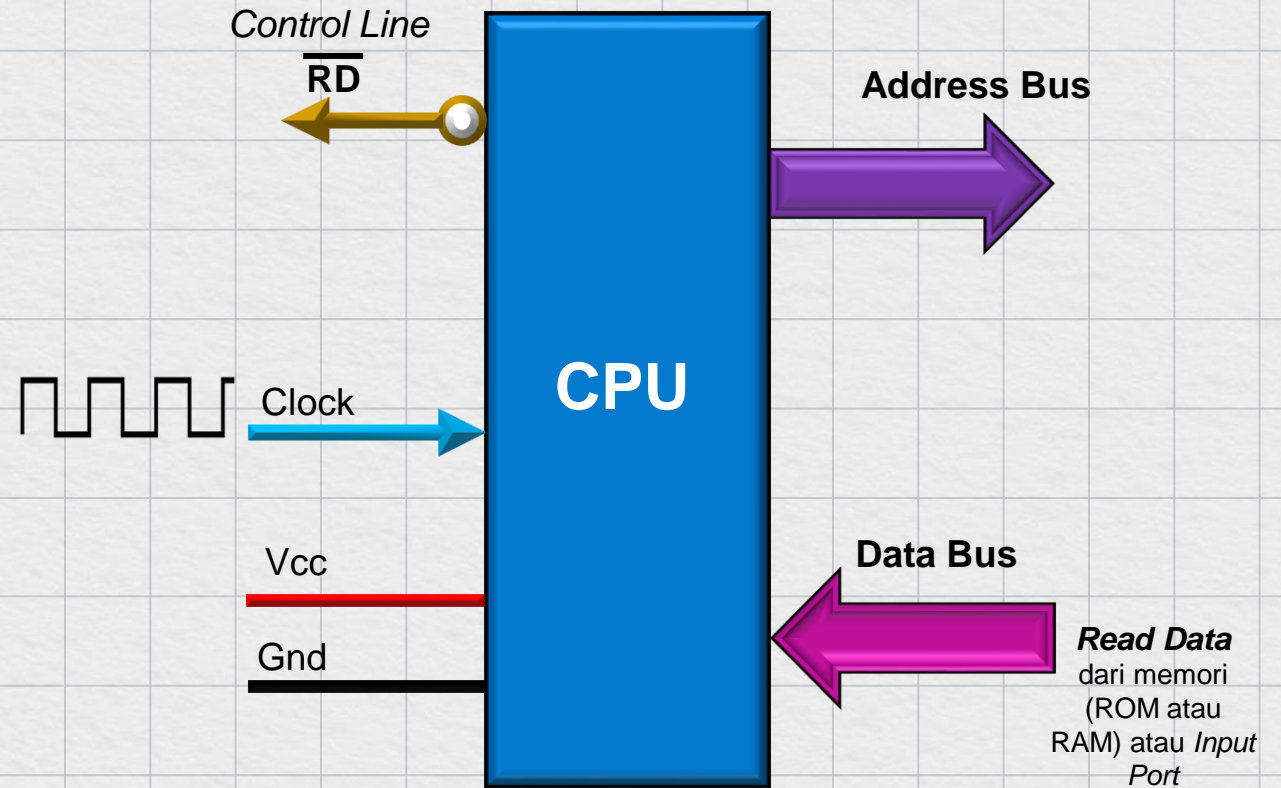 Control Line
RD
Address Bus
CPU
Clock
Vcc
Gnd
Data Bus
Read Data
dari memori
(ROM atau
RAM) atau Input
Port